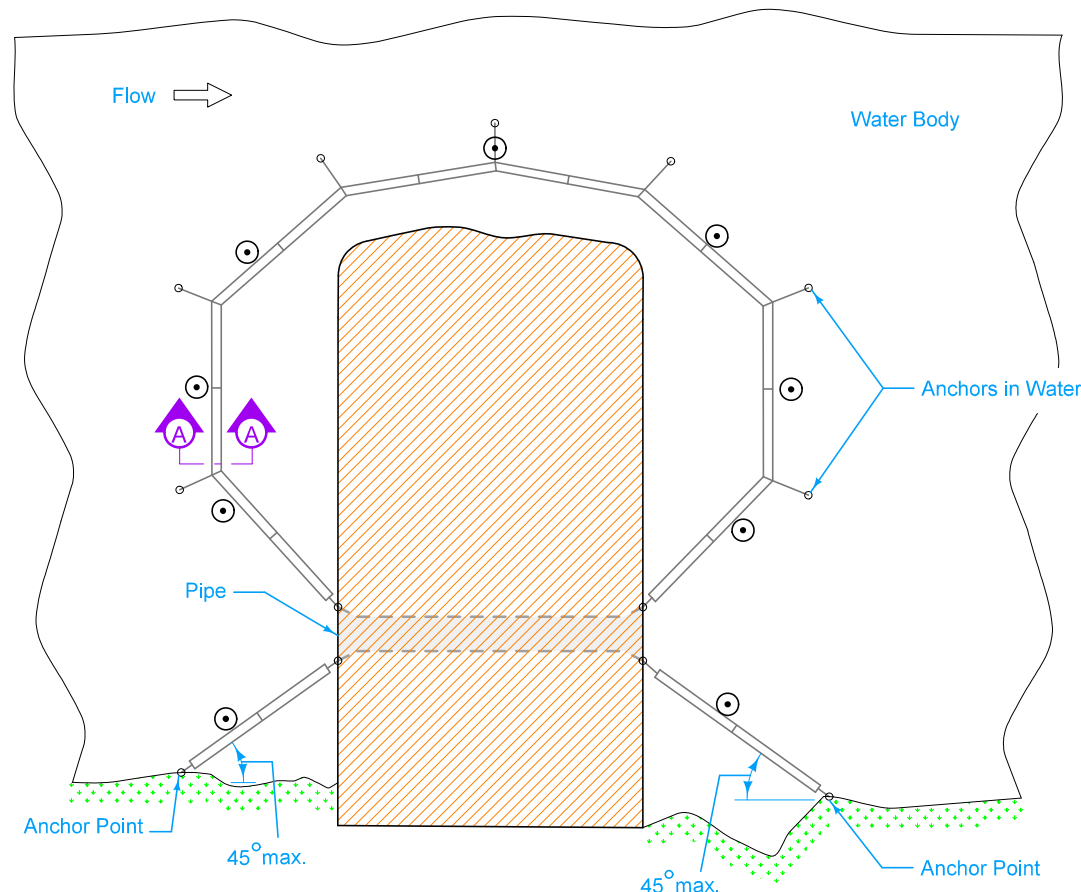 Flow
Water Body
Anchors in Water
A A
Pipe
Anchor Point
45°max.
Anchor Point
45°max.